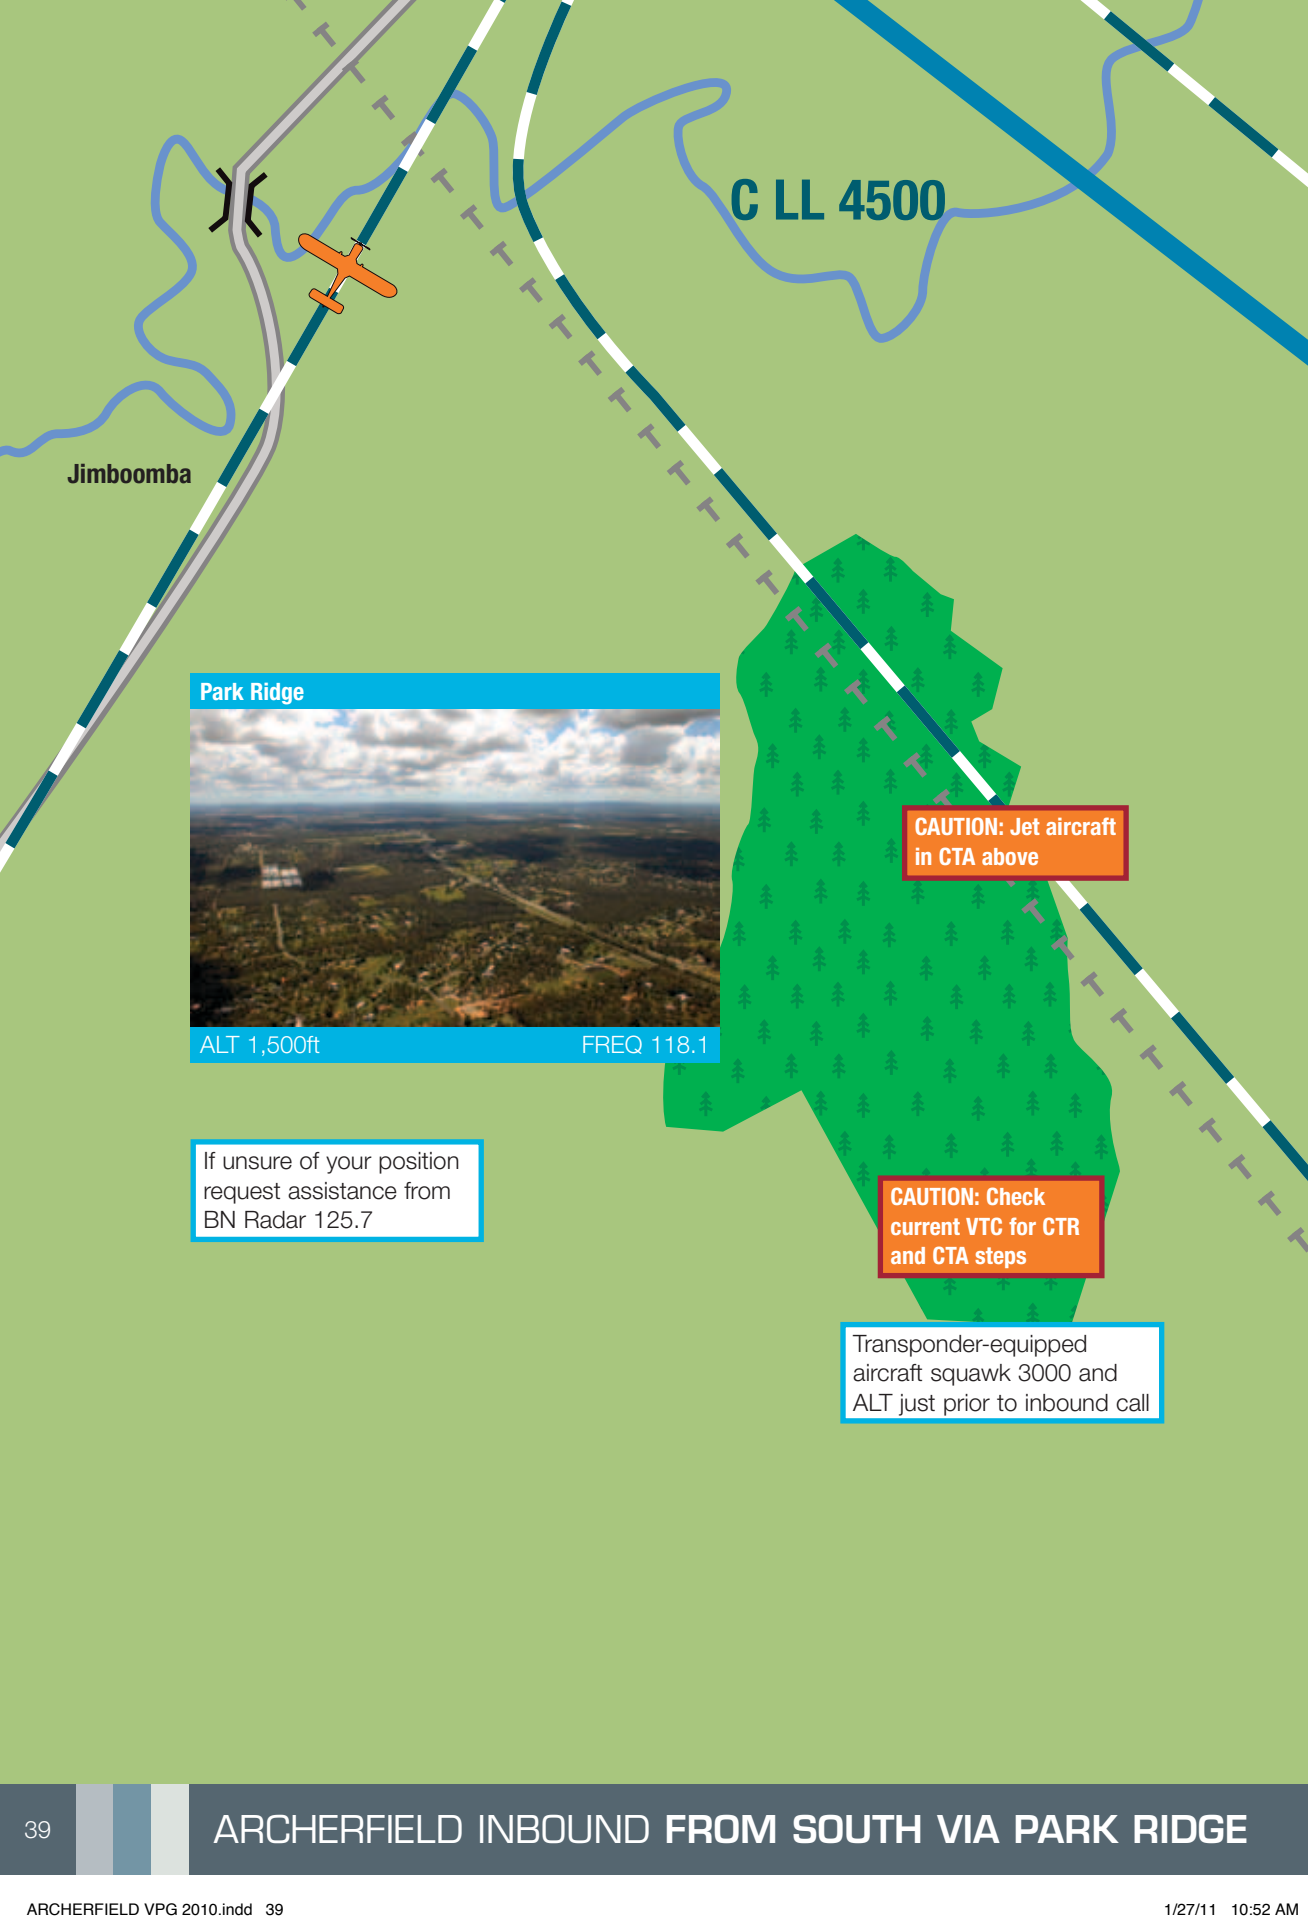 C LL 4500
Jimboomba
Park Ridge
CAUTION: Jet aircraft
in CTA above
ALT 1,500ft FREQ 118.1
If unsure of your position
request assistance from
BN Radar 125.7
CAUTION: Check
current VTC for CTR
and CTA steps
Transponder-equipped
aircraft squawk 3000 and
ALT just prior to inbound call
39 ARCHERFIELD INBOUND FROM SOUTH VIA PARK RIDGE
ARCHERFIELD VPG 2010.indd 39 1/27/11 10:52 AM